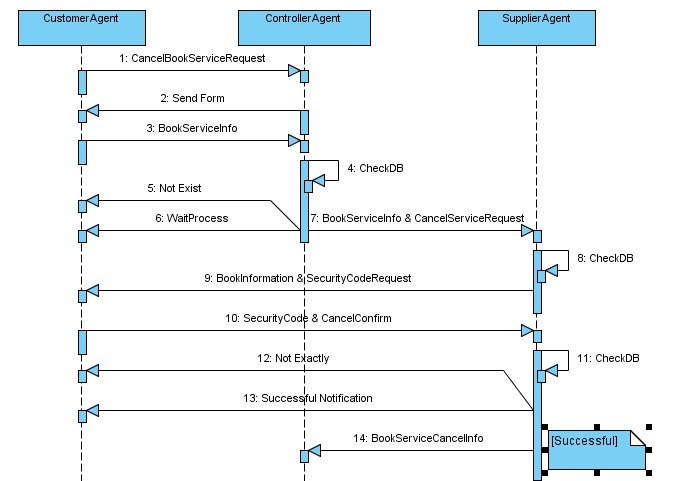 CustomerAgent
ControllerAgent
SupplierAgent
1: CancelBookServiceRequest
2: Send Form
3: BookServiceInfo
4: CheckDB
5: Not Exist
6: WaitProcess
7: BookServiceInfo & CancelServiceRequest
8: CheckDB
9: BookInformation & SecurityCodeRequest
10: SecurityCode & CancelConfirm
11: CheckDB
12: Not Exactly
13: Successful Notification
14: BookServiceCancelInfo
[Successful]